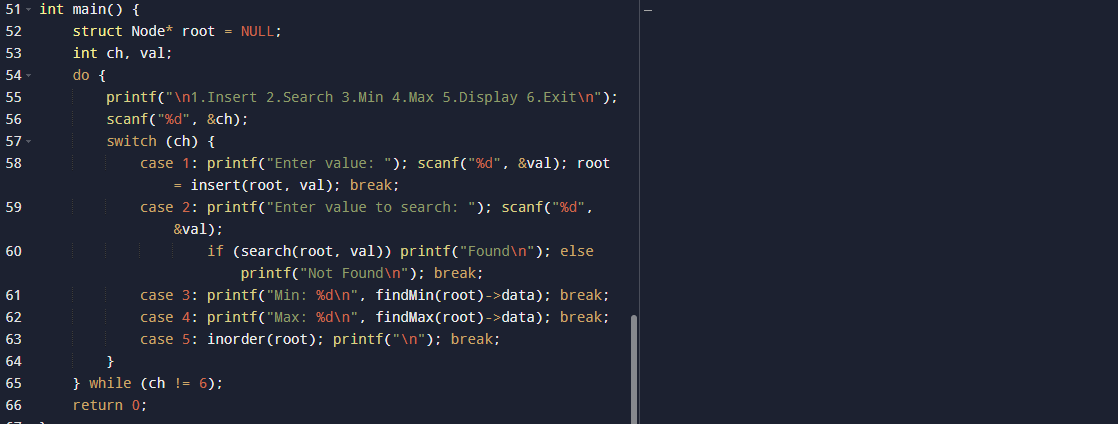 51 int main() {
52 struct Node* root = NULL;
53 int ch, val;
54 do {
55 printf("\n1.Insert 2.Search 3.Min 4.Max 5.Display 6.Exit\n");
56 scanf("%d", &ch);
57 switch (ch) {
58 case 1: printf("Enter value: "); scanf("%d", &val); root
= insert(root, val); break;
59 case 2: printf("Enter value to search: "); scanf("%d",
&val);
60 if (search(root, val)) printf("Found\n"); else
printf("Not Found\n"); break;
61 case 3: printf("Min: %d\n", findMin(root)->data); break;
62 case 4: printf("Max: %d\n", findMax(root)->data); break;
63 case 5: inorder(root); printf("\n"); break;
64 }
65 } while (ch != 6);
66 return 0;